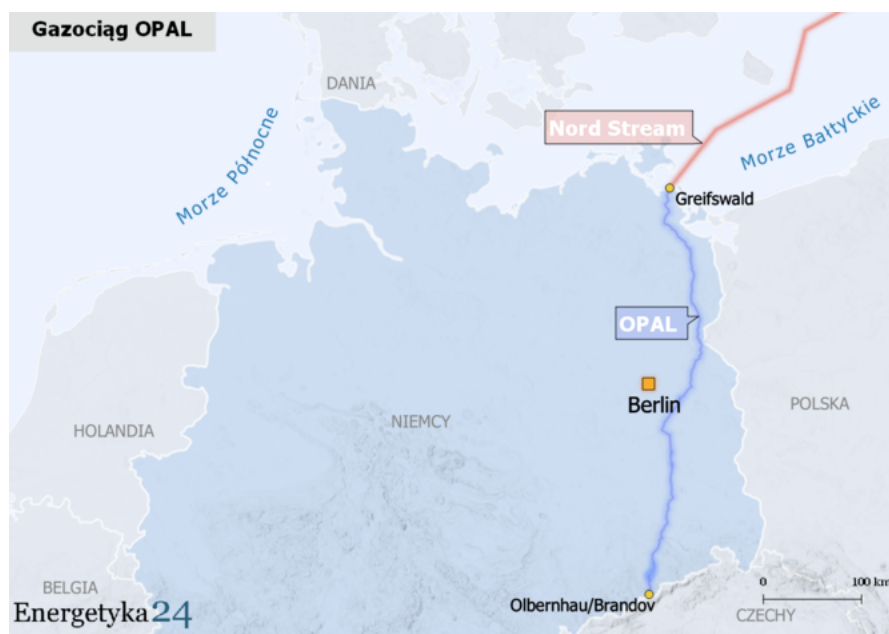 Gazociąg OPAL
DANIA
Morze Północne
Nord Stream
Morze Bałtyckie
Greifswald
OPAL
Berlin
POLSKA
NIEMCY
HOLANDIA
BELGIA
Energetyka24
Olbernhau/Brandov
0 100 km
CZECHY